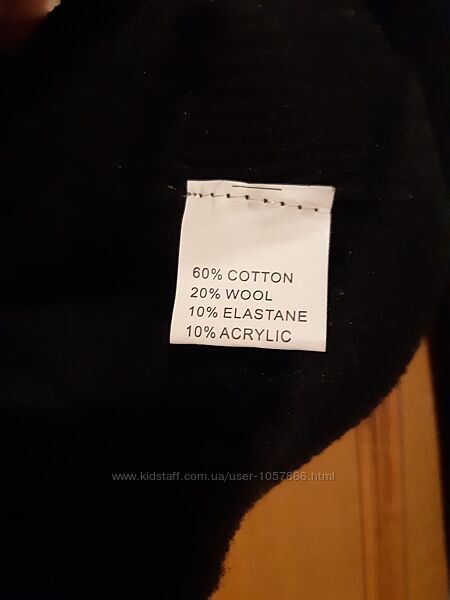 60% COTTON
20% WOOL
10% ELASTANE
10% ACRYLIC
www.kidstaff.com.ua/user-1057866.html